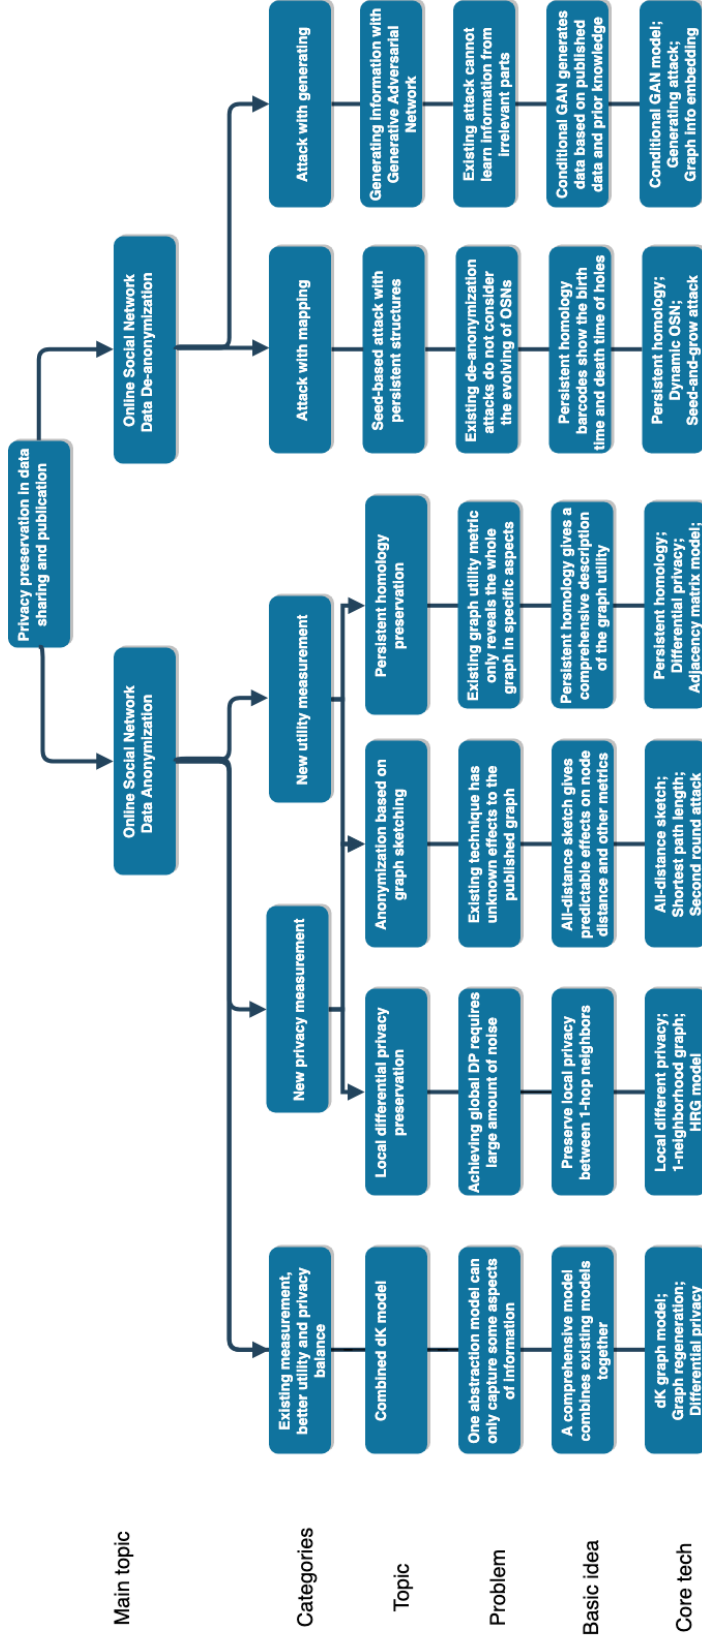 Privacy preservation in data
sharing and publication
Main topic
Online Social Network
Data Anonymization
Online Social Network
Data De-anonymization
Categories
Existing measurement,
better utility and privacy
balance
New privacy measurement
New utility measurement
Attack with mapping
Attack with generating
Topic
Combined dK model
Local differential privacy
preservation
Anonymization based on
graph sketching
Persistent homology
preservation
Seed-based attack with
persistent structures
Generating information with
Generative Adversarial
Network
Problem
One abstraction model can
only capture some aspects
of information
Achieving global DP requires
large amount of noise
Existing technique has
unknown effects to the
published graph
Existing graph utility metric
only reveals the whole
graph in specific aspects
Existing de-anonymization
attacks do not consider
the evolving of OSNs
Existing attack cannot
learn information from
irrelevant parts
Basic idea
A comprehensive model
combines existing models
together
Preserve local privacy
between 1-hop neighbors
All-distance sketch gives
predictable effects on node
distance and other metrics
Persistent homology gives a
comprehensive description
of the graph utility
Persistent homology
barcodes show the birth
time and death time of holes
Conditional GAN generates
data based on published
data and prior knowledge
Core tech
dK graph model;
Graph regeneration;
Differential privacy
Local different privacy;
1-neighborhood graph;
HRG model
All-distance sketch;
Shortest path length;
Second round attack
Persistent homology;
Differential privacy;
Adjacency matrix model;
Persistent homology;
Dynamic OSN;
Seed-and-grow attack
Conditional GAN model;
Generating attack;
Graph info embedding